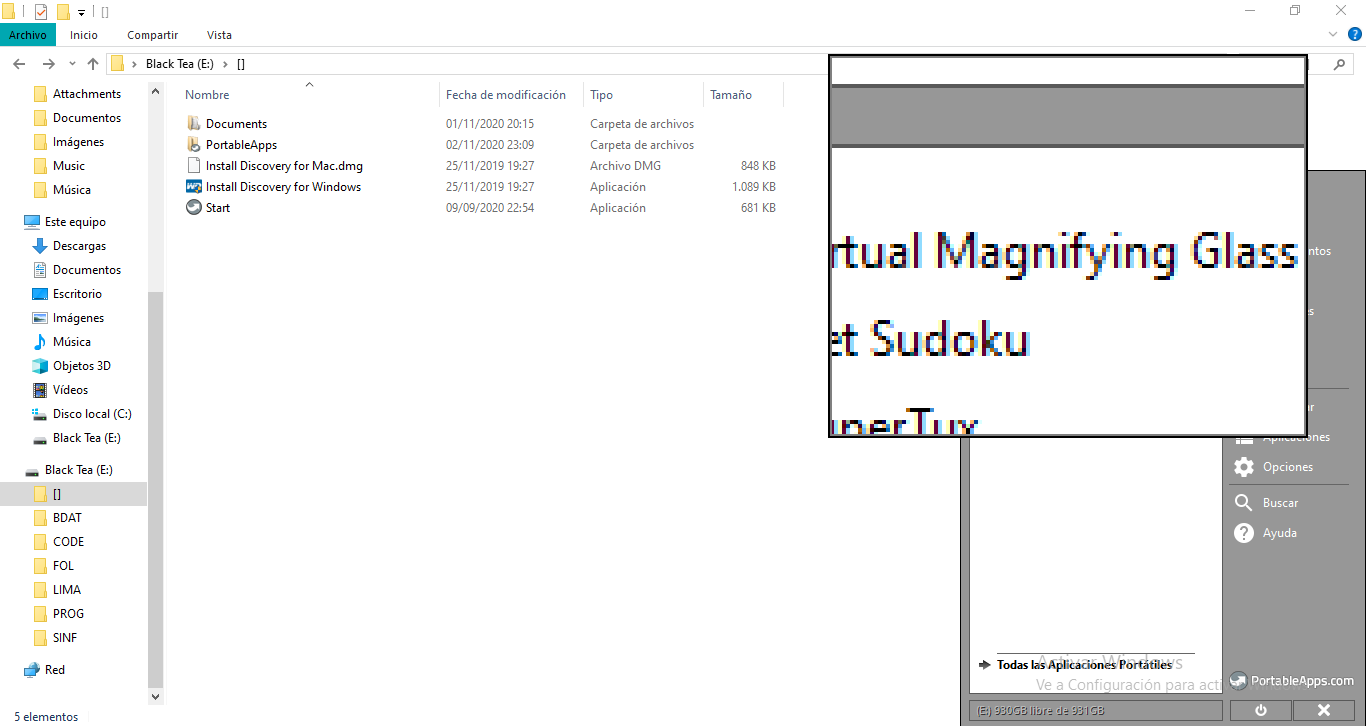 []
Archivo Inicio Compartir Vista
Black Tea (E:) []
Nombre Fecha de modificación Tipo Tamaño
Documents 01/11/2020 20:15 Carpeta de archivos
PortableApps 02/11/2020 23:09 Carpeta de archivos
Install Discovery for Mac.dmg 25/11/2019 19:27 Archivo DMG 848 KB
Install Discovery for Windows 25/11/2019 19:27 Aplicación 1.089 KB
Start 09/09/2020 22:54 Aplicación 681 KB
Attachments
Documentos
Imágenes
Music
Música
Este equipo
Descargas
Documentos
Escritorio
Imágenes
Música
Objetos 3D
Vídeos
Disco local (C:)
Black Tea (E:)
Black Tea (E:)
[]
BDAT
CODE
FOL
LIMA
PROG
SINF
Red
5 elementos
rtual Magnifying Glass
et Sudoku
uperTux
ntos
s
ar
Aplicaciones
Opciones
Buscar
Ayuda
Todas las Aplicaciones Portátiles
Activar Windows
Ve a Configuración para acti
PortableApps.com
(E:) 930GB libre de 931GB